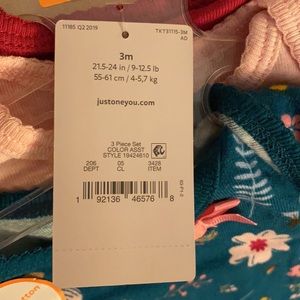 11185 Q2 2019
TKT31115-3M
AD
3m
21.5-24 in / 9-12.5 lb
55-61 cm / 4-5,7 kg
justoneyou.com
3 Piece Set
COLOR ASST
STYLE 19424610
206 05 3428
DEPT CL ITEM
1 92136 46576 8